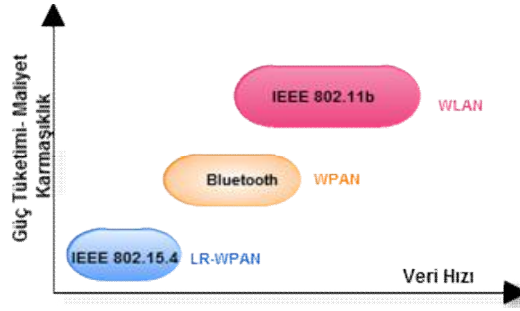 Güç Tüketimi- Maliyet
Karmaşıklık
IEEE 802.11b
WLAN
Bluetooth
WPAN
IEEE 802.15.4
LR-WPAN
Veri Hızı